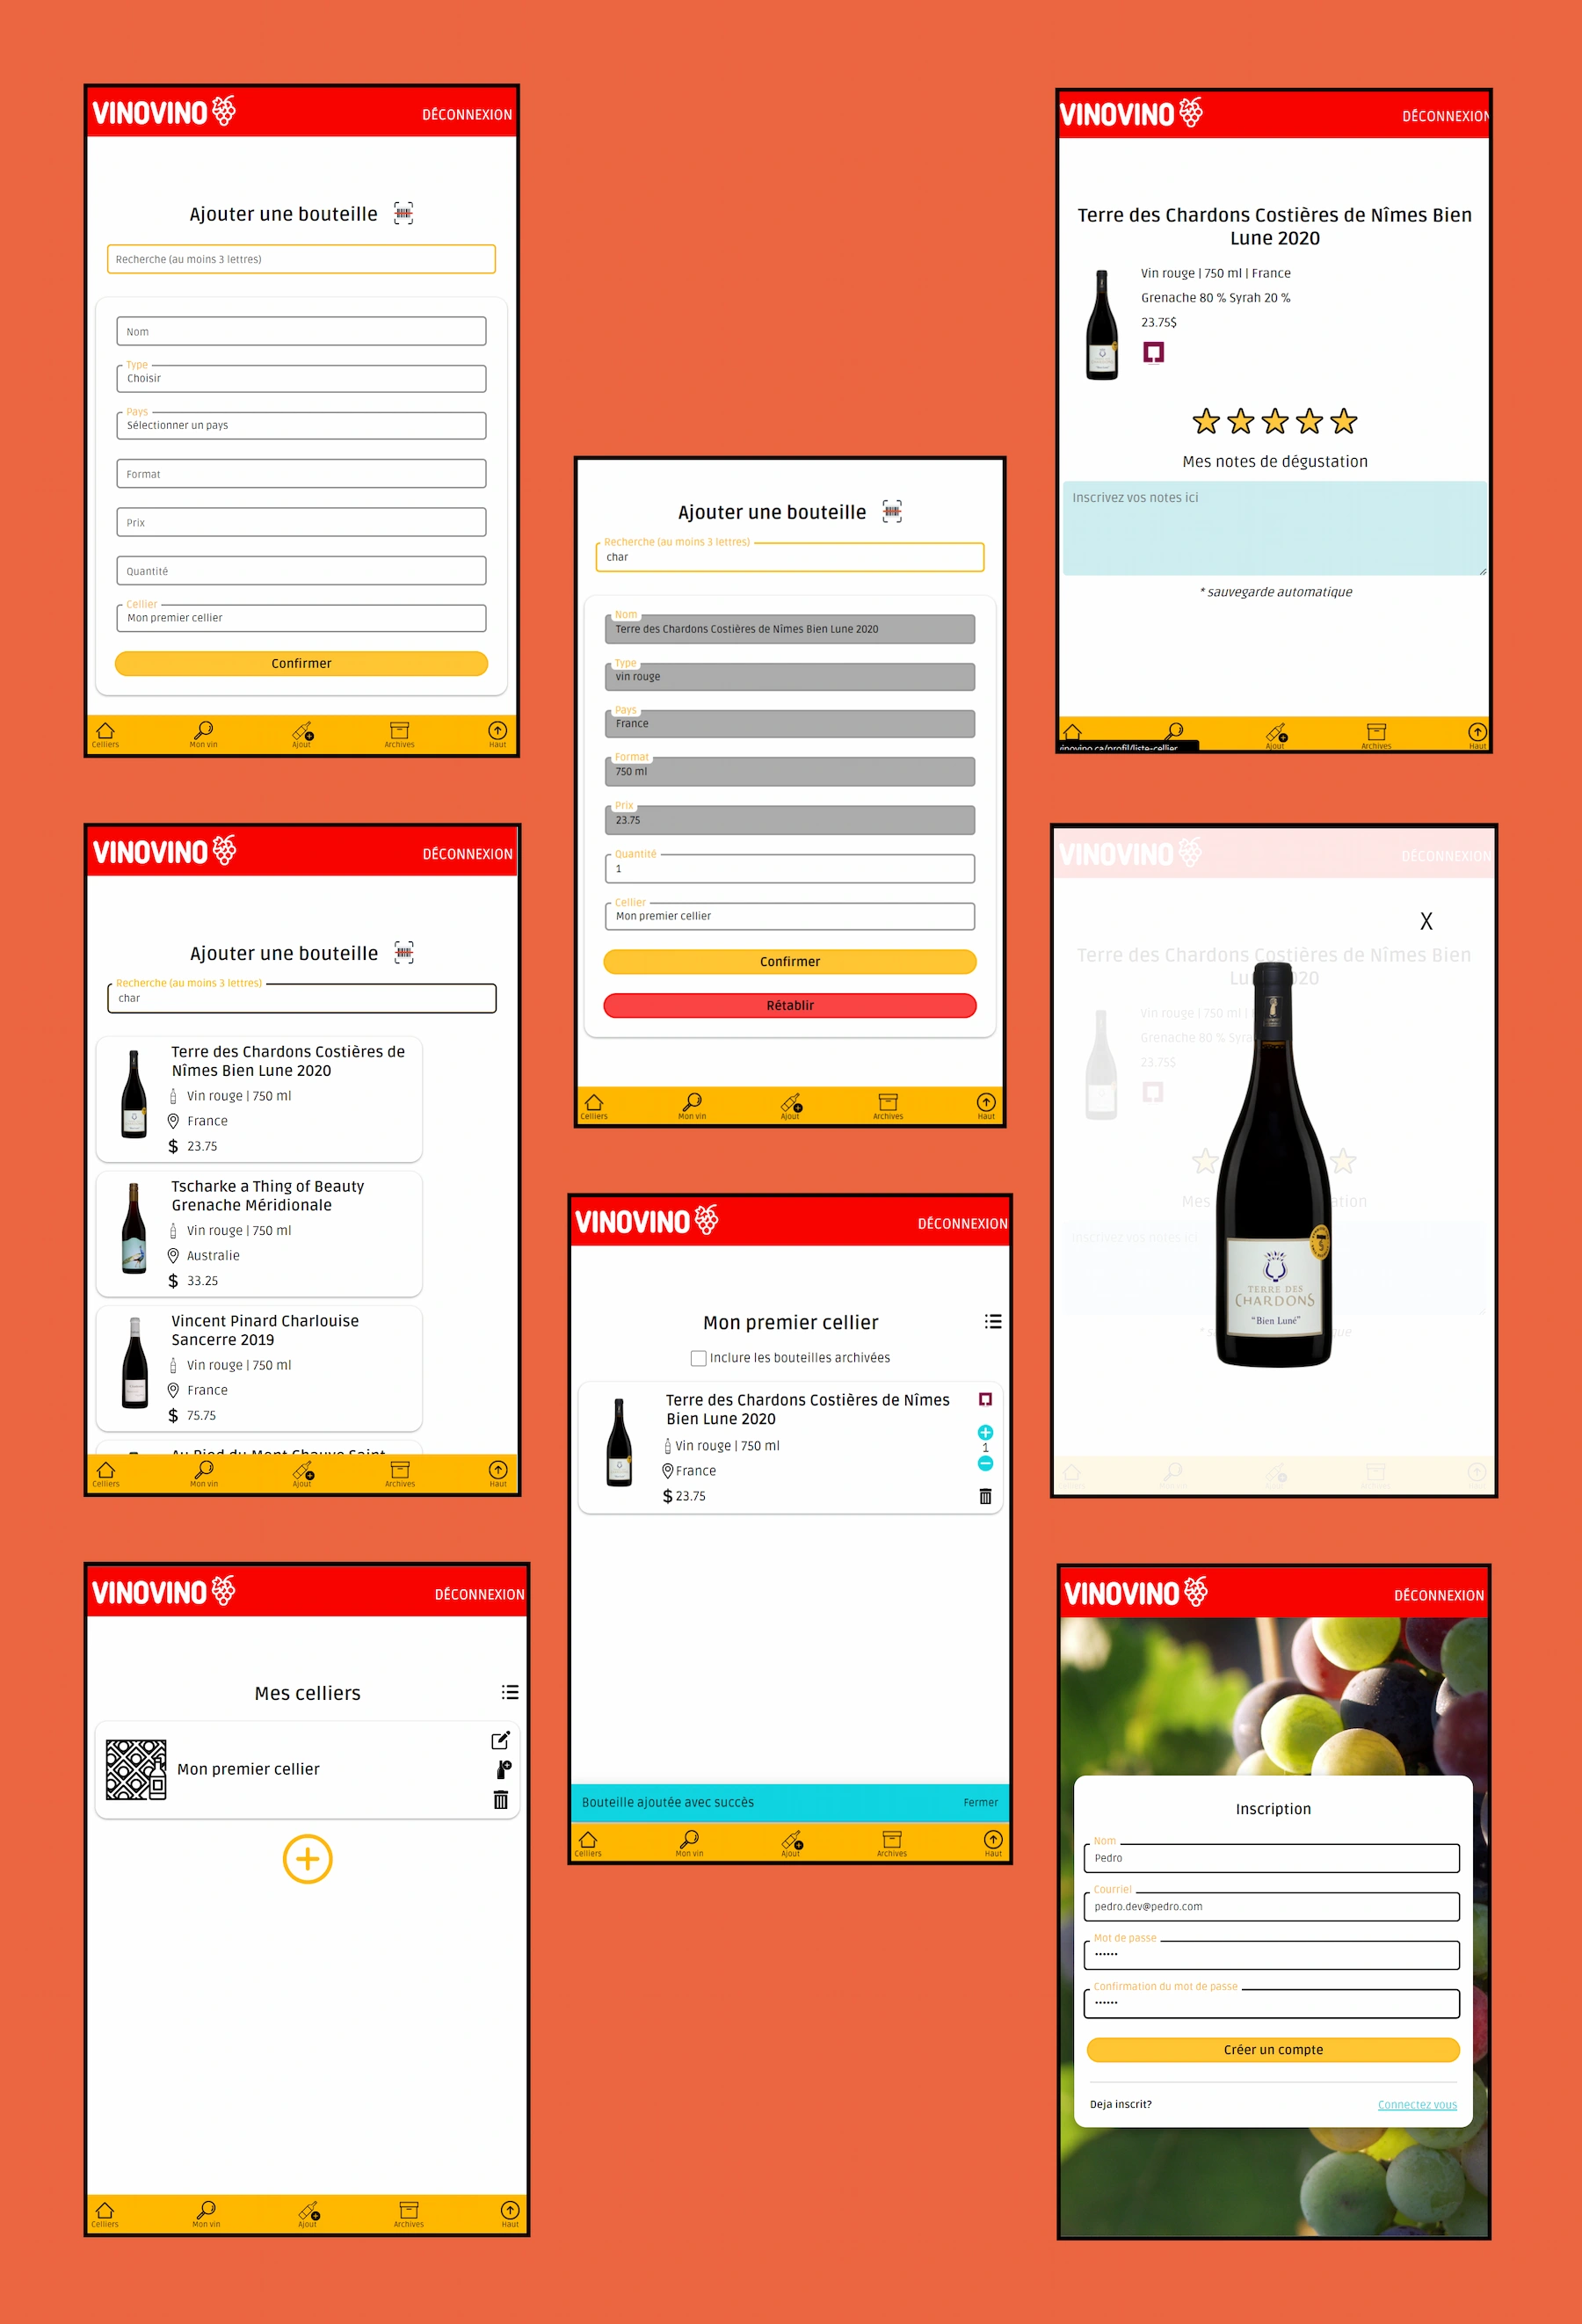 VINOVINO
DÉCONNEXION
Ajouter une bouteille
Recherche (au moins 3 lettres)
Nom
Type
Choisir
Pays
Sélectionner un pays
Format
Prix
Quantité
Cellier
Mon premier cellier
Confirmer
Celliers Mon vin Ajout Archives Haut
VINOVINO
DÉCONNEXION
Ajouter une bouteille
Recherche (au moins 3 lettres)
char
Terre des Chardons Costières de
Nîmes Bien Lune 2020
Vin rouge | 750 ml
France
$ 23.75
Tscharke a Thing of Beauty
Grenache Méridionale
Vin rouge | 750 ml
Australie
$ 33.25
Vincent Pinard Charlouise
Sancerre 2019
Vin rouge | 750 ml
France
$ 75.75
Au Pied du Mont Chauve Saint
Celliers Mon vin Ajout Archives Haut
VINOVINO
DÉCONNEXION
Mes celliers
Mon premier cellier
Celliers Mon vin Ajout Archives Haut
Ajouter une bouteille
Recherche (au moins 3 lettres)
char
Nom
Terre des Chardons Costières de Nîmes Bien Lune 2020
Type
vin rouge
Pays
France
Format
750 ml
Prix
23.75
Quantité
1
Cellier
Mon premier cellier
Confirmer
Rétablir
Celliers Mon vin Ajout Archives Haut
VINOVINO
DÉCONNEXION
Mon premier cellier
Inclure les bouteilles archivées
Terre des Chardons Costières de Nîmes
Bien Lune 2020
Vin rouge | 750 ml
1
France
$ 23.75
Bouteille ajoutée avec succès
Fermer
Celliers Mon vin Ajout Archives Haut
VINOVINO
DÉCONNEXION
Terre des Chardons Costières de Nîmes Bien
Lune 2020
Vin rouge | 750 ml | France
Grenache 80 % Syrah 20 %
23.75$
Mes notes de dégustation
Inscrivez vos notes ici
* sauvegarde automatique
Ajout Archives Haut
vinovino.ca/profil/liste-cellier
VINOVINO
DÉCONNEXION
X
Terre des Chardons Costières de Nîmes Bien
20
Vin rouge | 750 ml
Grenache 80 %
23.75$
Mes
Inscrivez vos notes ici
TERRE DES
CHARDONS
"Bien Luné"
VINOVINO
DÉCONNEXION
Inscription
Nom
Pedro
Courriel
pedro.dev@pedro.com
Mot de passe
••••••
Confirmation du mot de passe
••••••
Créer un compte
Deja inscrit?
Connectez vous